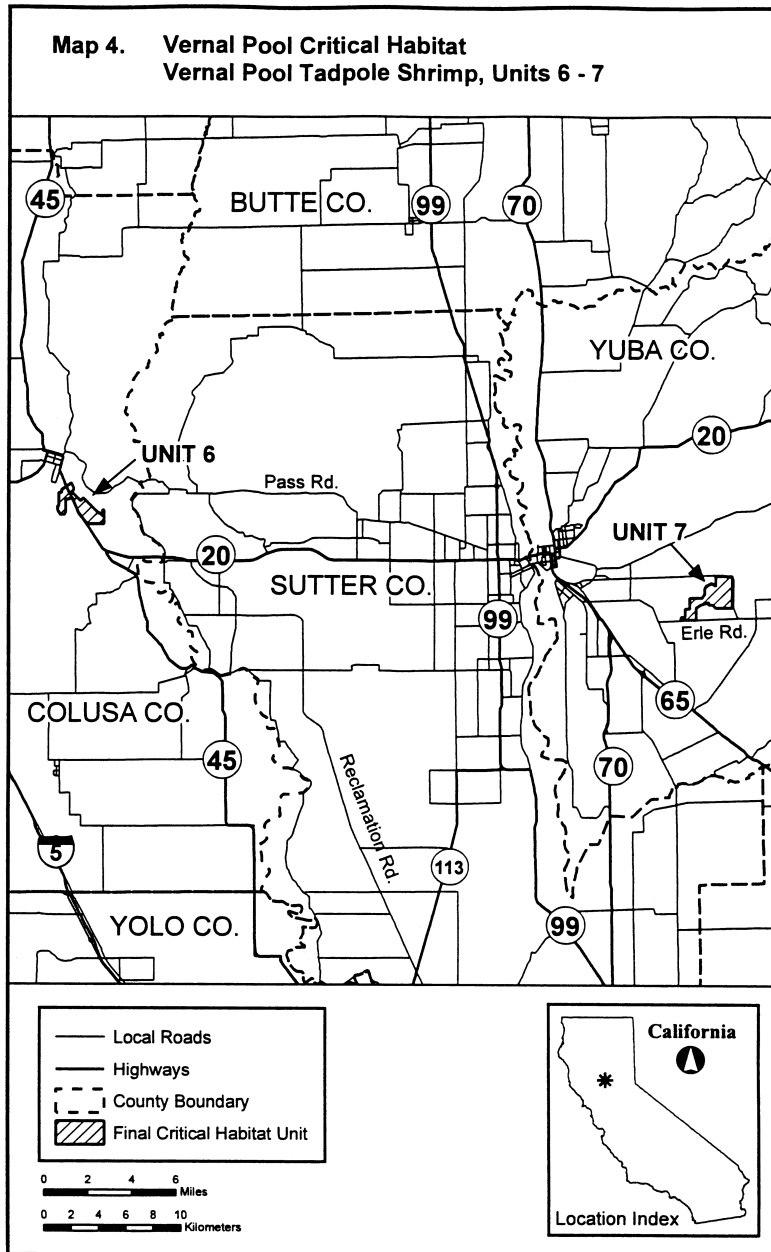 Map 4. Vernal Pool Critical Habitat
Vernal Pool Tadpole Shrimp, Units 6 - 7
45
BUTTE CO.
99
70
YUBA CO.
20
UNIT 6
Pass Rd.
UNIT 7
20
SUTTER CO.
99
Erle Rd.
65
COLUSA CO.
45
Reclamation Rd.
70
5
113
YOLO CO.
99
Local Roads
Highways
County Boundary
Final Critical Habitat Unit
0 2 4 6
Miles
0 2 4 6 8 10
Kilometers
California
Location Index